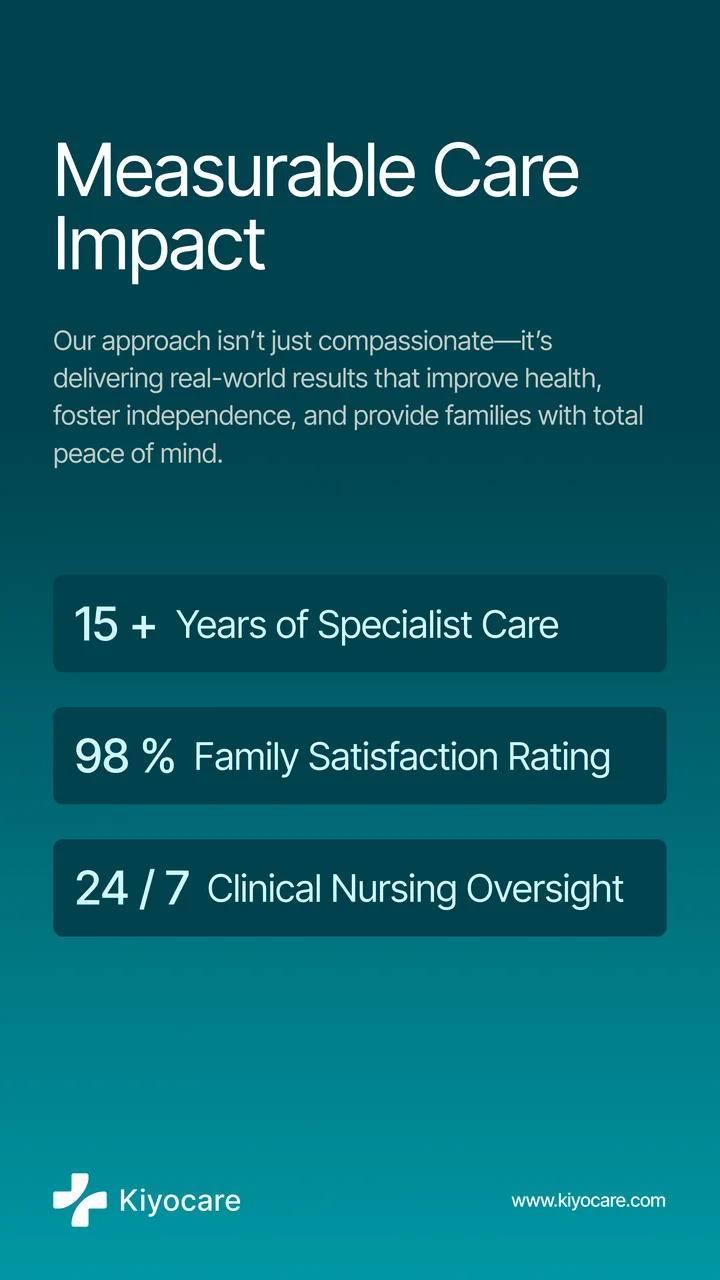 Measurable Care
Impact
Our approach isn’t just compassionate—it’s
delivering real-world results that improve health,
foster independence, and provide families with total
peace of mind.
15 + Years of Specialist Care
98 % Family Satisfaction Rating
24 / 7 Clinical Nursing Oversight
Kiyocare
www.kiyocare.com